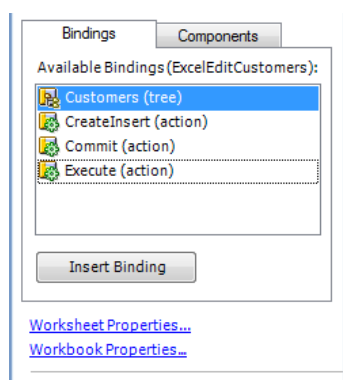 Bindings Components
Available Bindings(ExcelEditCustomers):
Customers (tree)
CreateInsert (action)
Commit (action)
Execute (action)
Insert Binding
Worksheet Properties...
Workbook Properties...